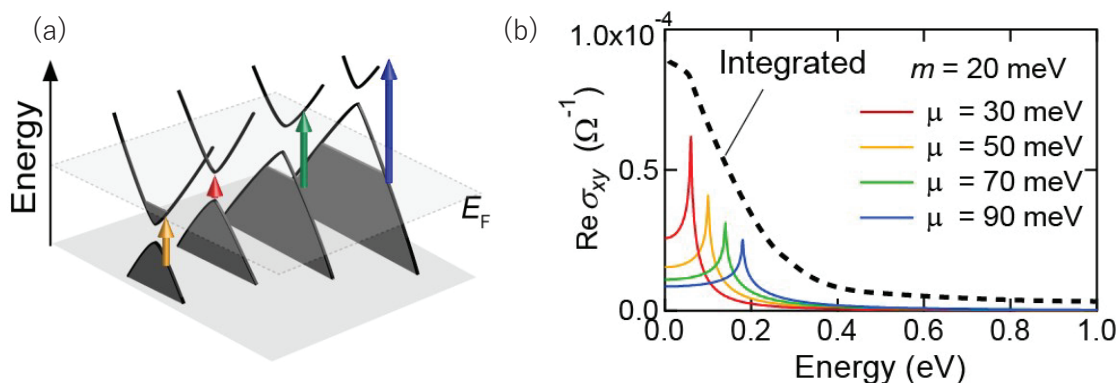 (a)
Energy
E_F
(b)
1.0x10⁻⁴
0.5
0.0
Re σ_xy (Ω⁻¹)
Integrated
m = 20 meV
μ = 30 meV
μ = 50 meV
μ = 70 meV
μ = 90 meV
0.0 0.2 0.4 0.6 0.8 1.0
Energy (eV)